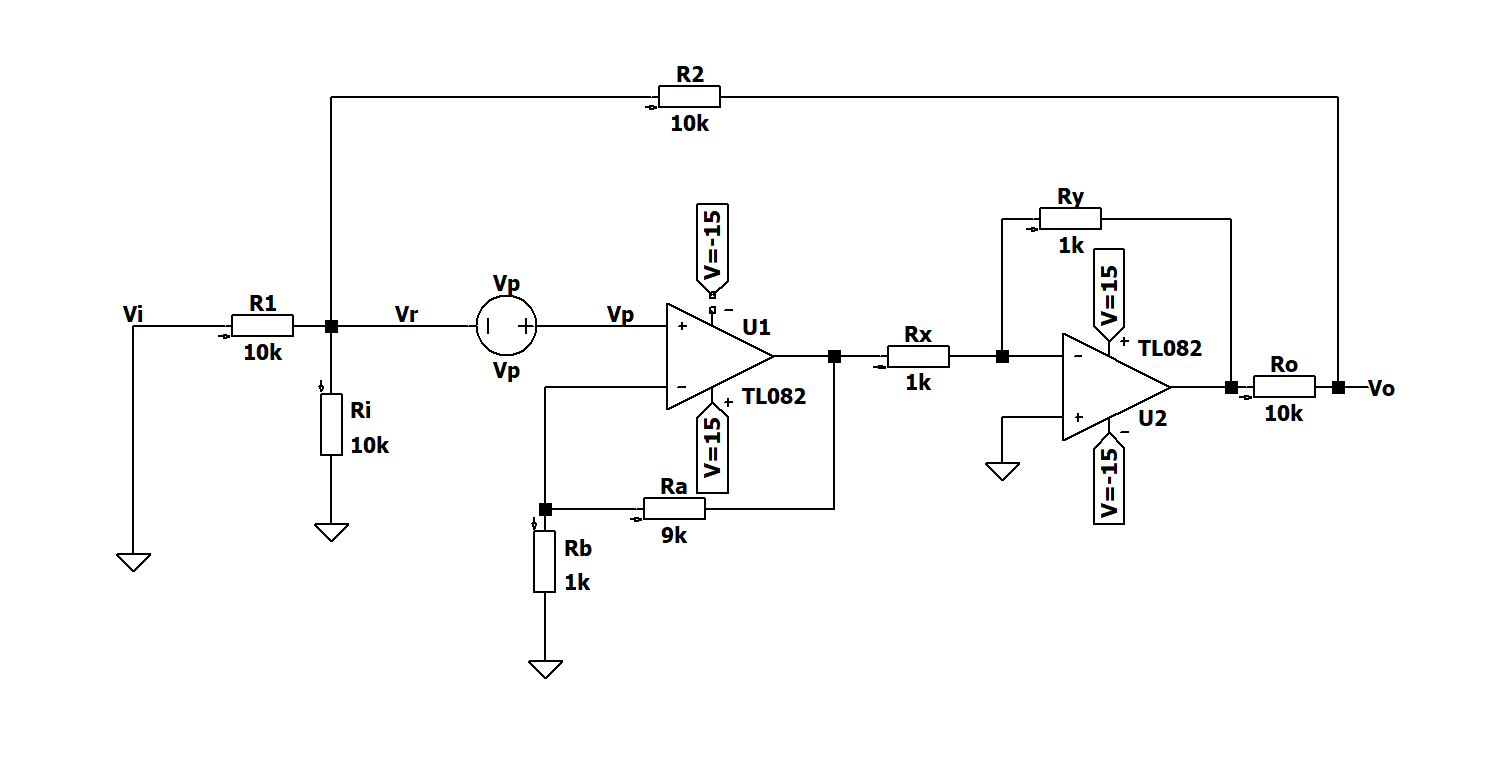 R2
10k
Ry
1k
V=-15
V=15
Vi
R1
10k
Vr
Vp
Vp
Vp
+
-
U1
TL082
-
+
V=15
Rx
1k
-
+
+
TL082
U2
-
V=-15
Ro
10k
Vo
Ri
10k
Ra
9k
Rb
1k